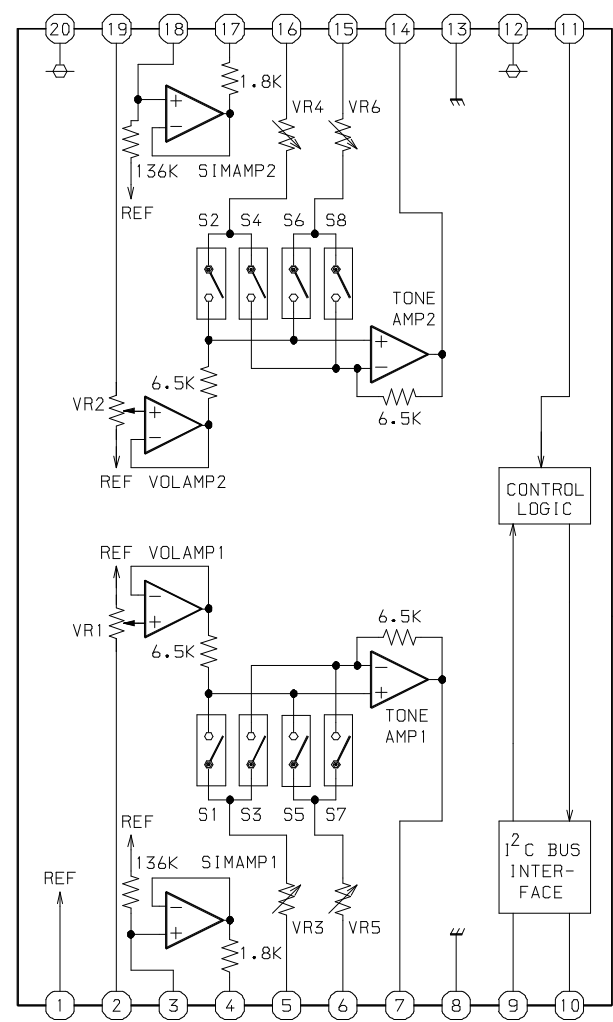 20 19 18 17 16 15 14 13 12 11
1.8K
VR4 VR6
136K SIMAMP2
REF
S2 S4 S6 S8
TONE
AMP2
6.5K
VR2
6.5K
REF VOLAMP2
CONTROL
LOGIC
REF VOLAMP1
6.5K
VR1
6.5K
TONE
AMP1
S1 S3 S5 S7
REF
136K SIMAMP1
I²C BUS
INTER-
FACE
REF
VR3 VR5
1.8K
1 2 3 4 5 6 7 8 9 10